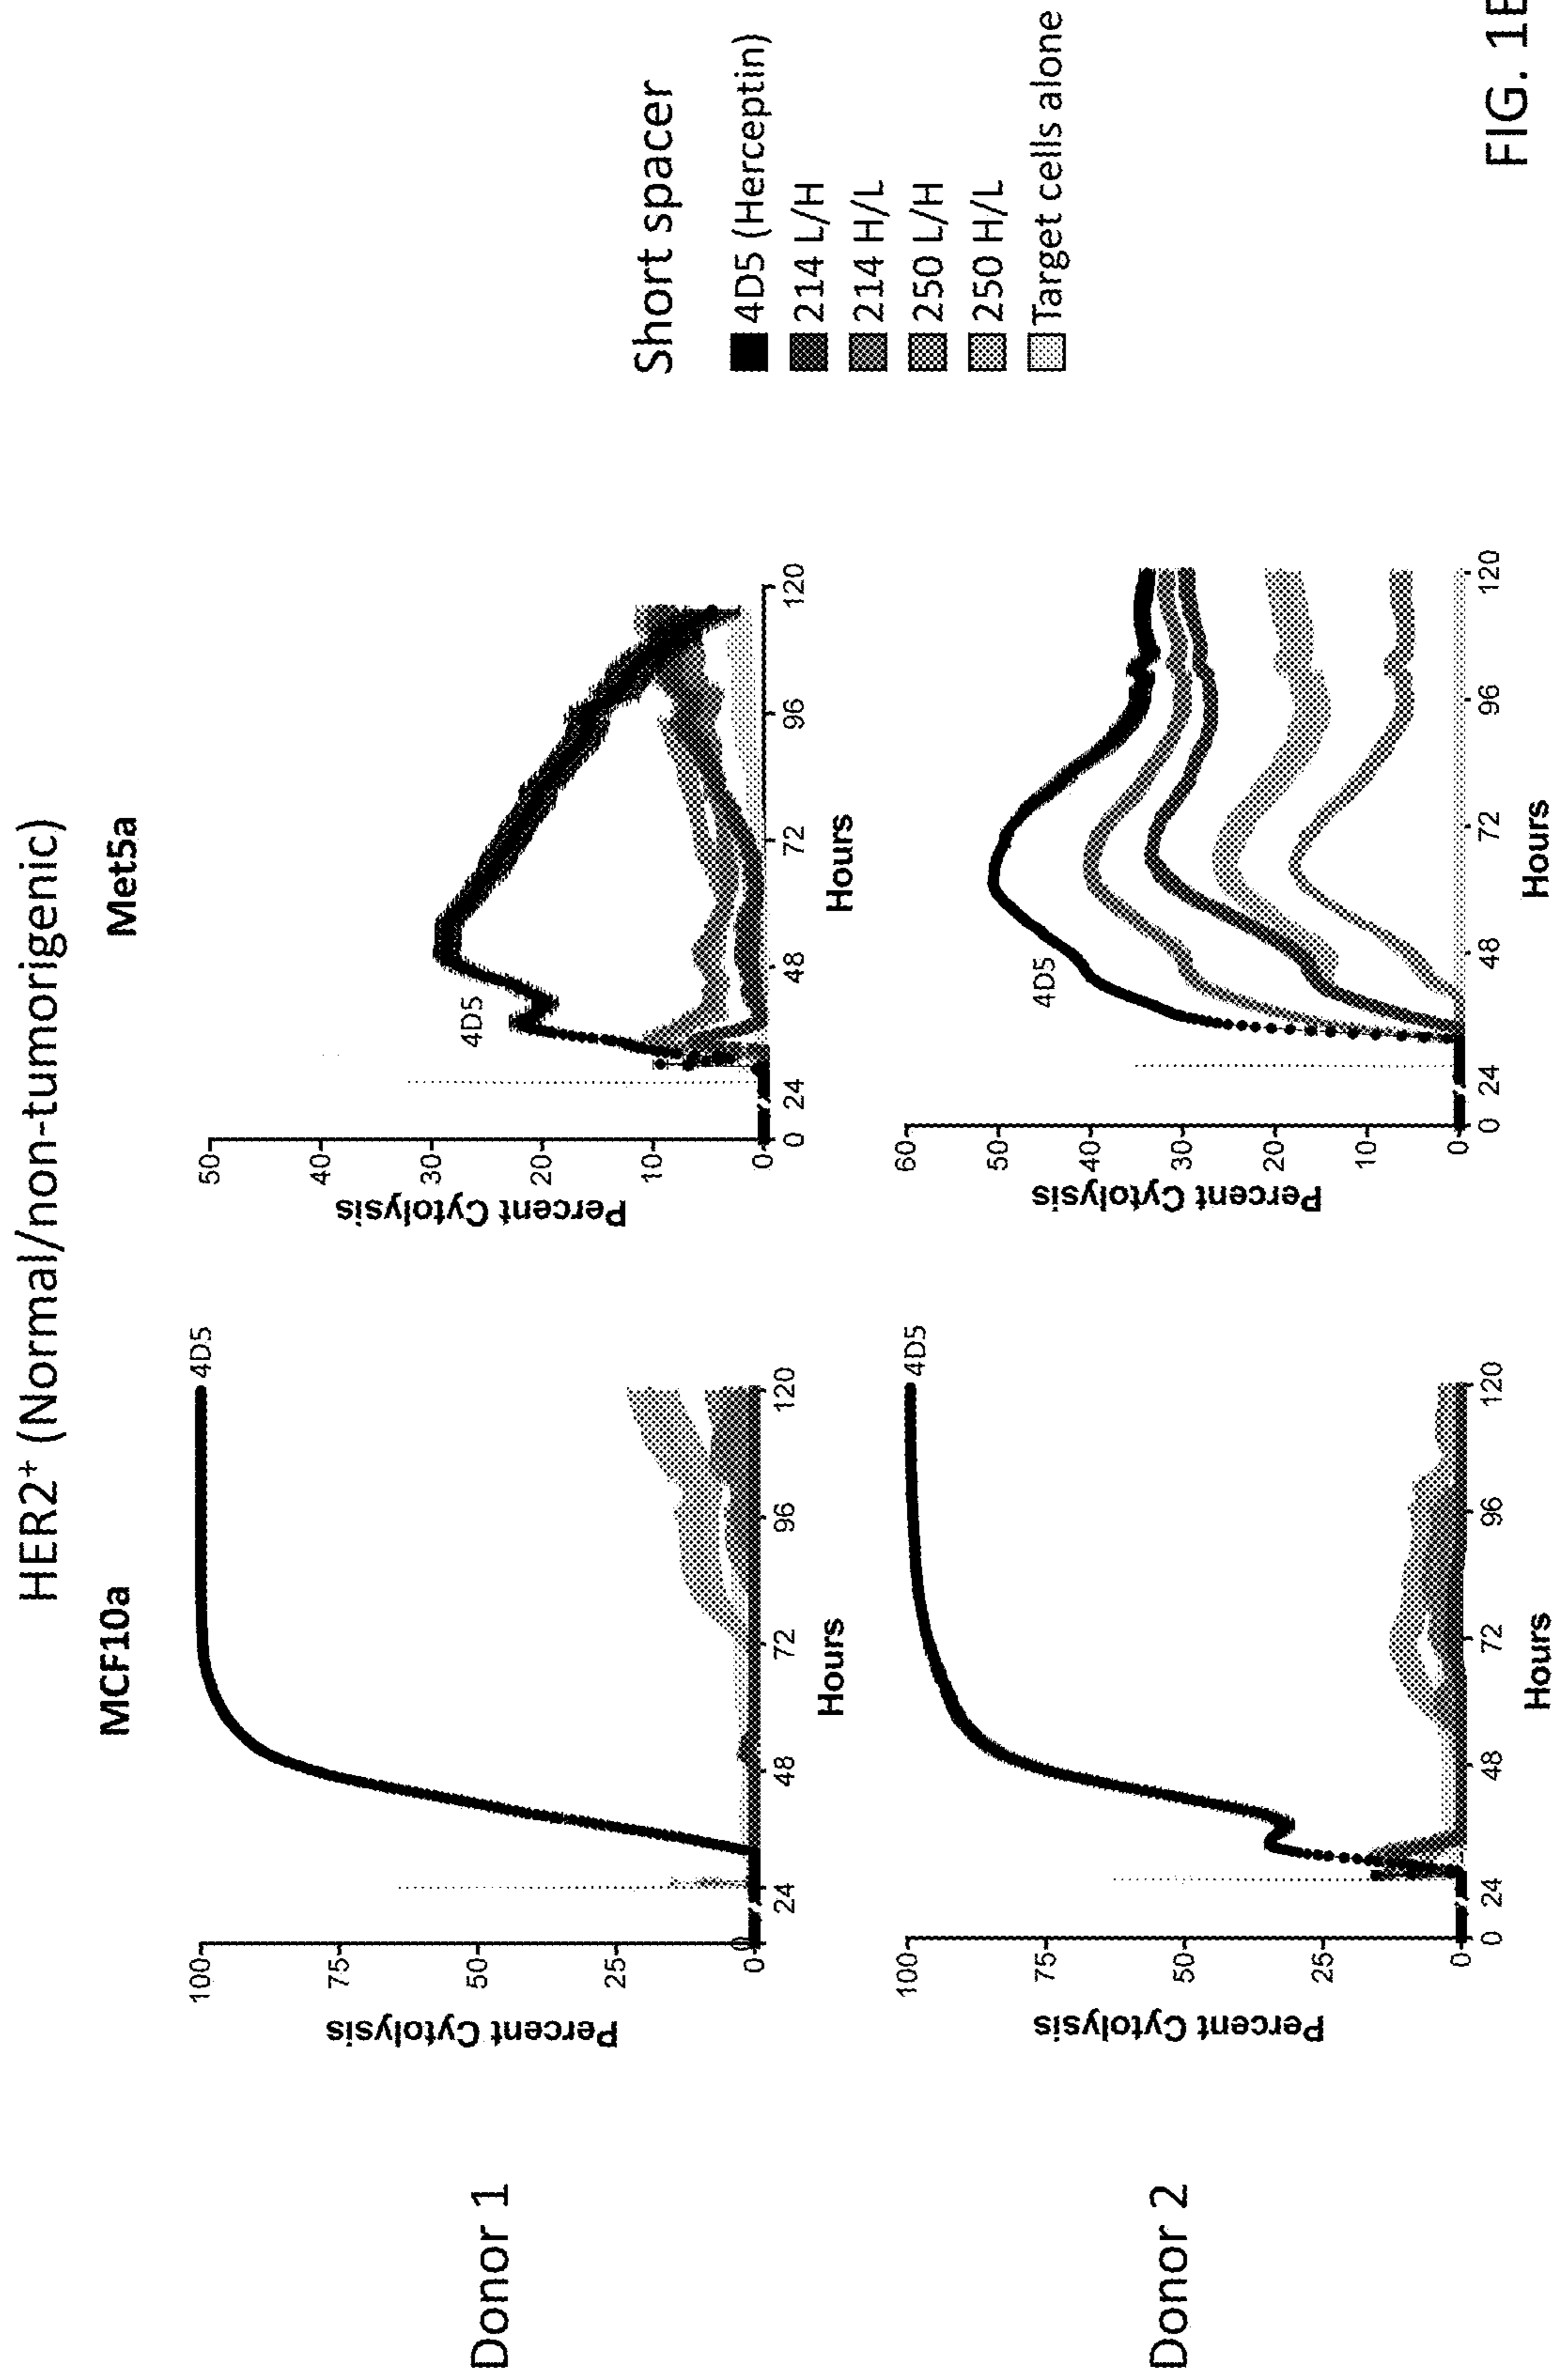 HER2⁺ (Normal/non-tumorigenic)
MCF10a
Met5a
Donor 1
Percent Cytolysis
100
75
50
25
0
0
24
48
72
96
120
Hours
4D5
Percent Cytolysis
50
40
30
20
10
0
0
24
48
72
96
120
Hours
4D5
Donor 2
Percent Cytolysis
100
75
50
25
0
0
24
48
72
96
120
Hours
4D5
Percent Cytolysis
60
50
40
30
20
10
0
0
24
48
72
96
120
Hours
4D5
Short spacer
4D5 (Herceptin)
214 L/H
214 H/L
250 L/H
250 H/L
Target cells alone
FIG. 1